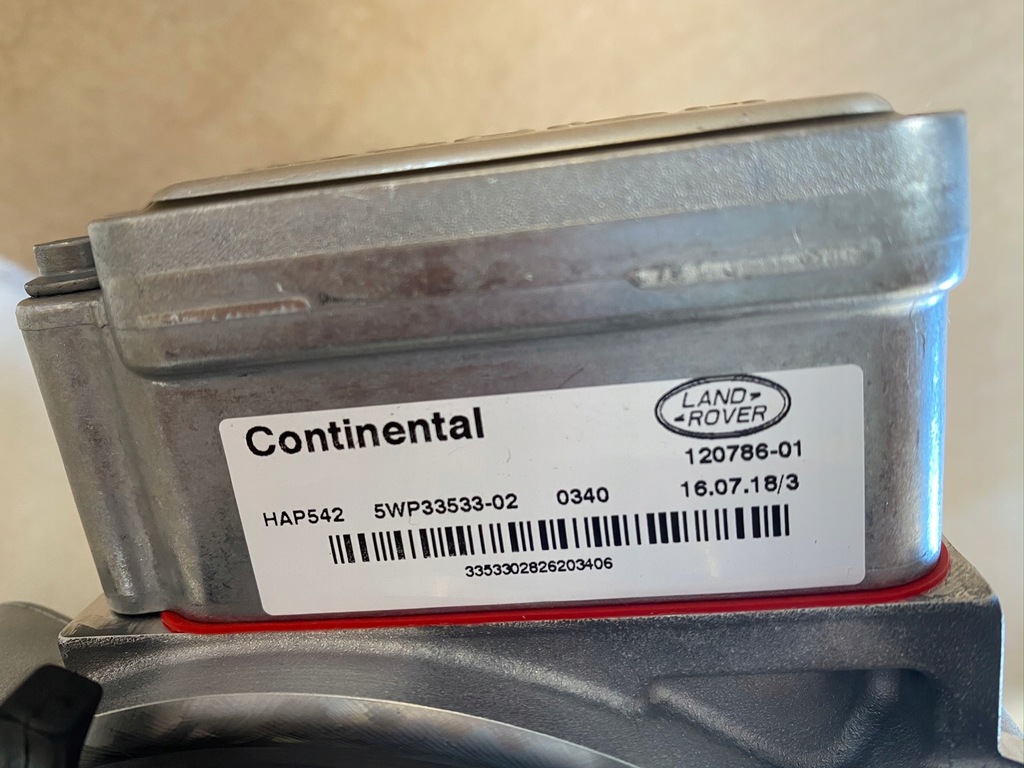 Continental
LAND
ROVER
120786-01
HAP542 5WP33533-02 0340 16.07.18/3
3353302826203406